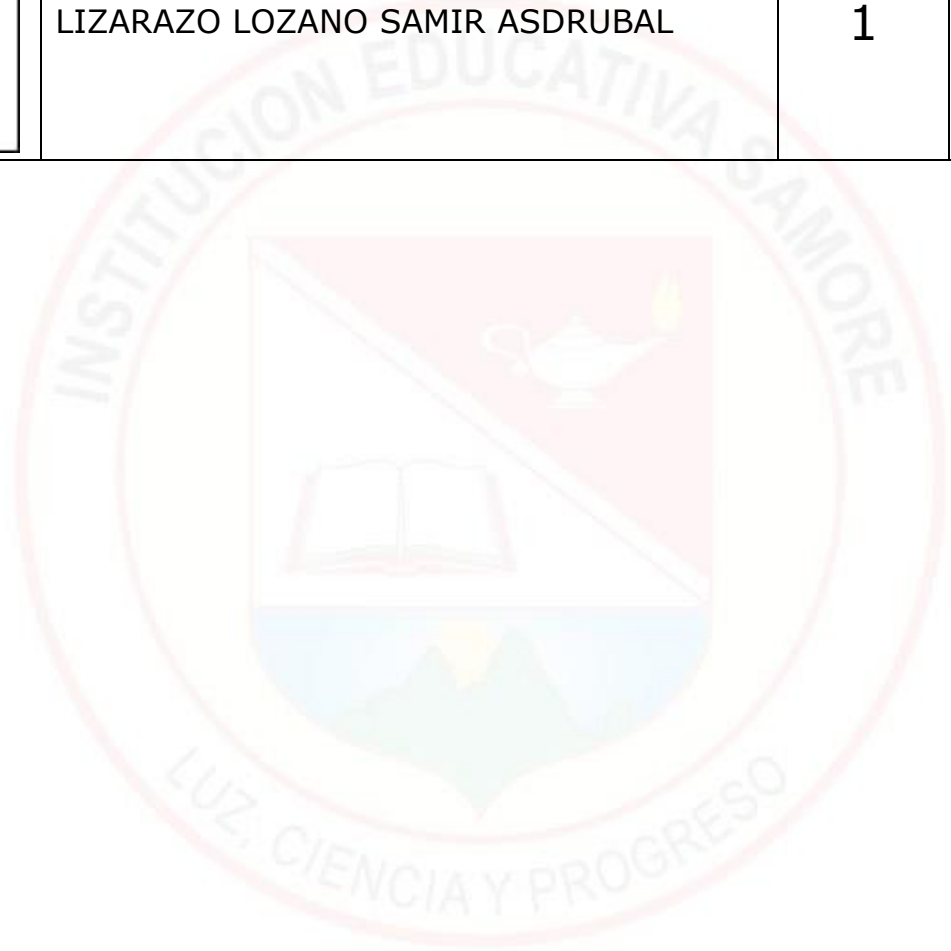 LIZARAZO LOZANO SAMIR ASDRUBAL
1
INSTITUCION EDUCATIVA SAMORE
LUZ, CIENCIA Y PROGRESO